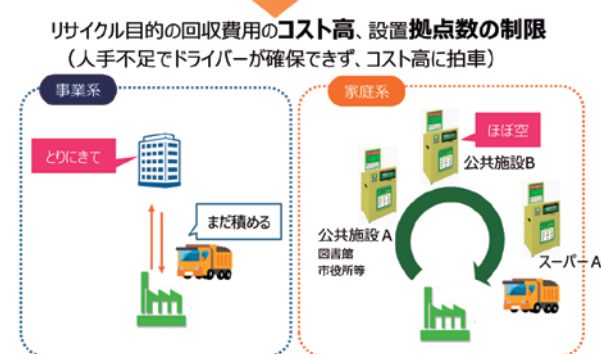 リサイクル目的の回収費用のコスト高、設置拠点数の制限
（人手不足でドライバーが確保できず、コスト高に拍車）
事業系
とりにきて
まだ積める
家庭系
ほぼ空
公共施設B
公共施設A
図書館
市役所等
スーパーA